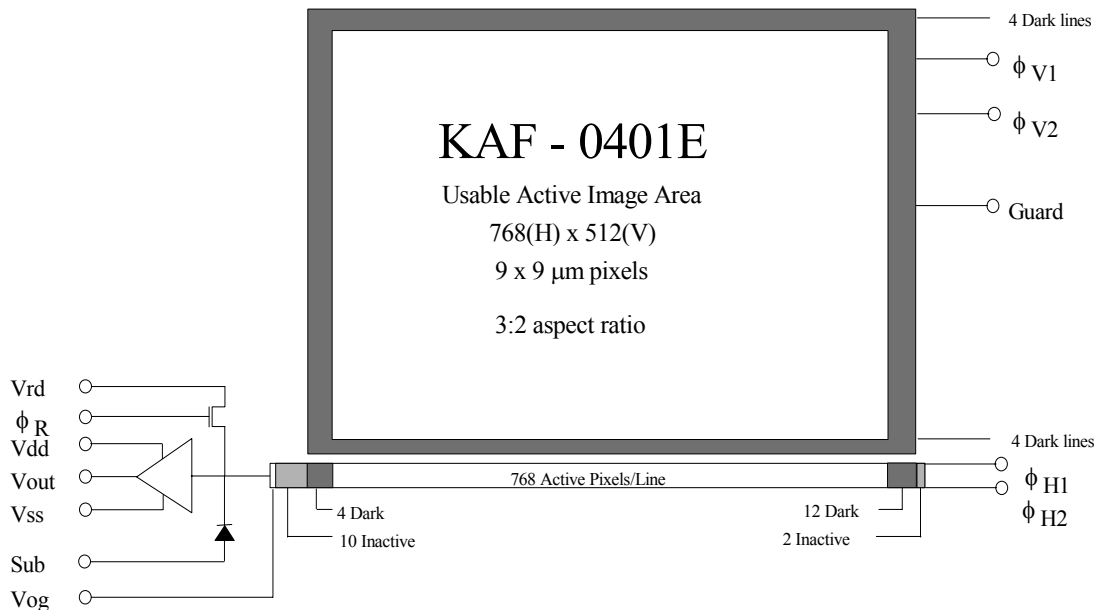 4 Dark lines
ϕ V1
ϕ V2
KAF - 0401E
Usable Active Image Area
768(H) x 512(V)
9 x 9 μm pixels
3:2 aspect ratio
Guard
Vrd
ϕ R
Vdd
Vout
Vss
Sub
Vog
4 Dark lines
768 Active Pixels/Line
ϕ H1
ϕ H2
4 Dark
12 Dark
10 Inactive
2 Inactive